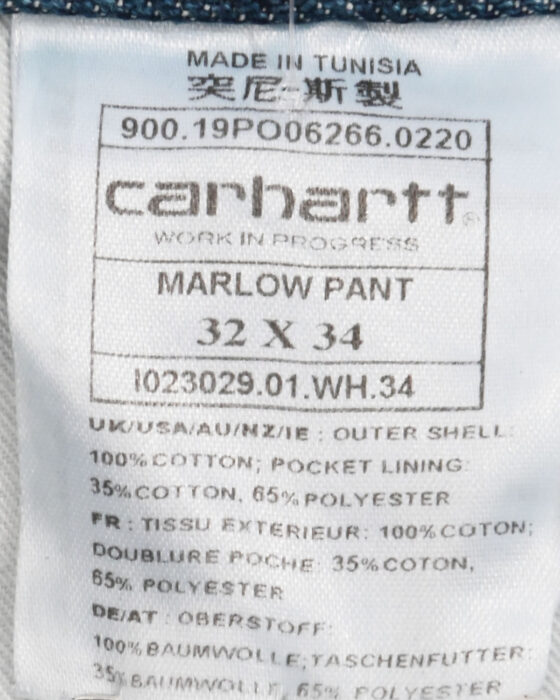 MADE IN TUNISIA
突尼斯製
900.19PO06266.0220
carhartt
WORK IN PROGRESS
MARLOW PANT
32 X 34
I023029.01.WH.34
UK/USA/AU/NZ/IE : OUTER SHELL:
100% COTTON; POCKET LINING:
35% COTTON, 65% POLYESTER
FR : TISSU EXTERIEUR: 100% COTON;
DOUBLURE POCHE: 35% COTON,
65% POLYESTER
DE/AT : OBERSTOFF:
100% BAUMWOLLE; TASCHENFUTTER:
35% BAUMWOLLE, 65% POLYESTER